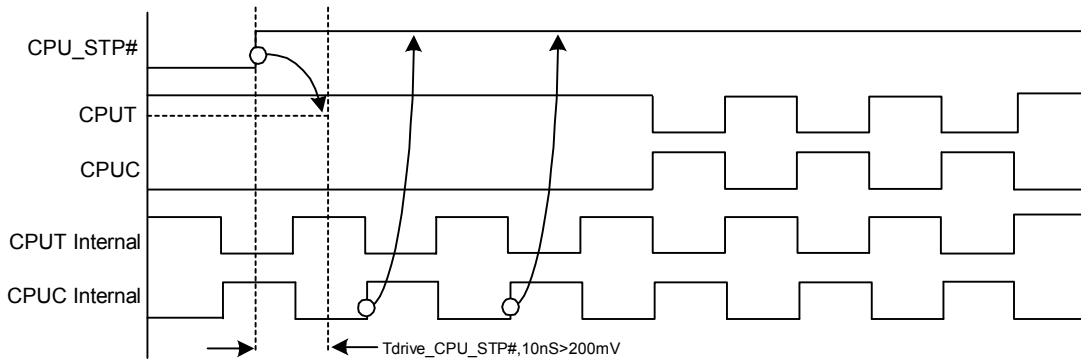 CPU_STP#
CPUT
CPUC
CPUT Internal
CPUC Internal
Tdrive_CPU_STP#,10nS>200mV